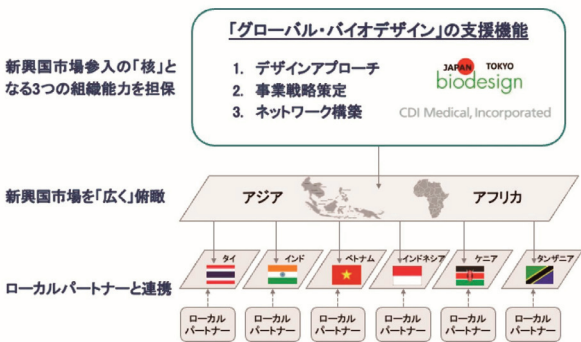 「グローバル・バイオデザイン」の支援機能
新興国市場参入の「核」と
なる3つの組織能力を担保
1. デザインアプローチ
2. 事業戦略策定
3. ネットワーク構築
JAPAN TOKYO
biodesign
CDI Medical, Incorporated
新興国市場を「広く」俯瞰
アジア
アフリカ
タイ
インド
ベトナム
インドネシア
ケニア
タンザニア
ローカルパートナーと連携
ローカル
パートナー
ローカル
パートナー
ローカル
パートナー
ローカル
パートナー
ローカル
パートナー
ローカル
パートナー